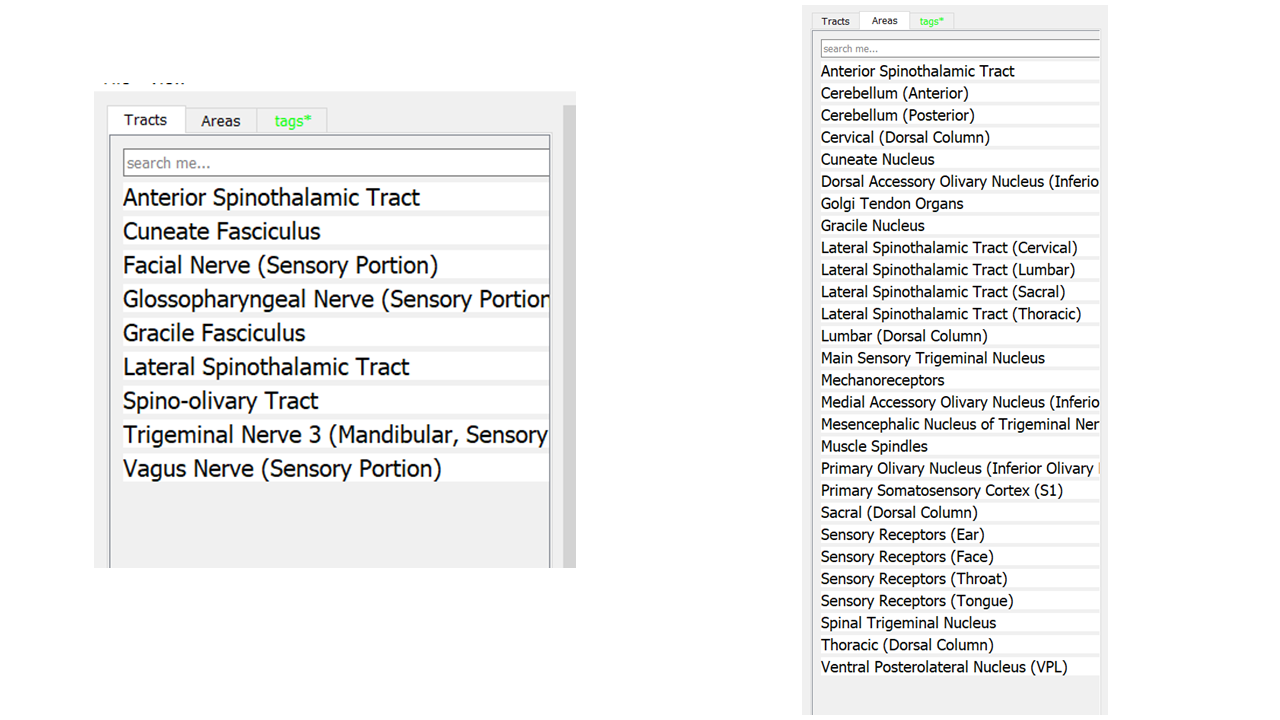 Tracts Areas tags*
search me...
Anterior Spinothalamic Tract
Cuneate Fasciculus
Facial Nerve (Sensory Portion)
Glossopharyngeal Nerve (Sensory Portion
Gracile Fasciculus
Lateral Spinothalamic Tract
Spino-olivary Tract
Trigeminal Nerve 3 (Mandibular, Sensory
Vagus Nerve (Sensory Portion)
Tracts Areas tags*
search me...
Anterior Spinothalamic Tract
Cerebellum (Anterior)
Cerebellum (Posterior)
Cervical (Dorsal Column)
Cuneate Nucleus
Dorsal Accessory Olivary Nucleus (Inferio
Golgi Tendon Organs
Gracile Nucleus
Lateral Spinothalamic Tract (Cervical)
Lateral Spinothalamic Tract (Lumbar)
Lateral Spinothalamic Tract (Sacral)
Lateral Spinothalamic Tract (Thoracic)
Lumbar (Dorsal Column)
Main Sensory Trigeminal Nucleus
Mechanoreceptors
Medial Accessory Olivary Nucleus (Inferio
Mesencephalic Nucleus of Trigeminal Ner
Muscle Spindles
Primary Olivary Nucleus (Inferior Olivary
Primary Somatosensory Cortex (S1)
Sacral (Dorsal Column)
Sensory Receptors (Ear)
Sensory Receptors (Face)
Sensory Receptors (Throat)
Sensory Receptors (Tongue)
Spinal Trigeminal Nucleus
Thoracic (Dorsal Column)
Ventral Posterolateral Nucleus (VPL)